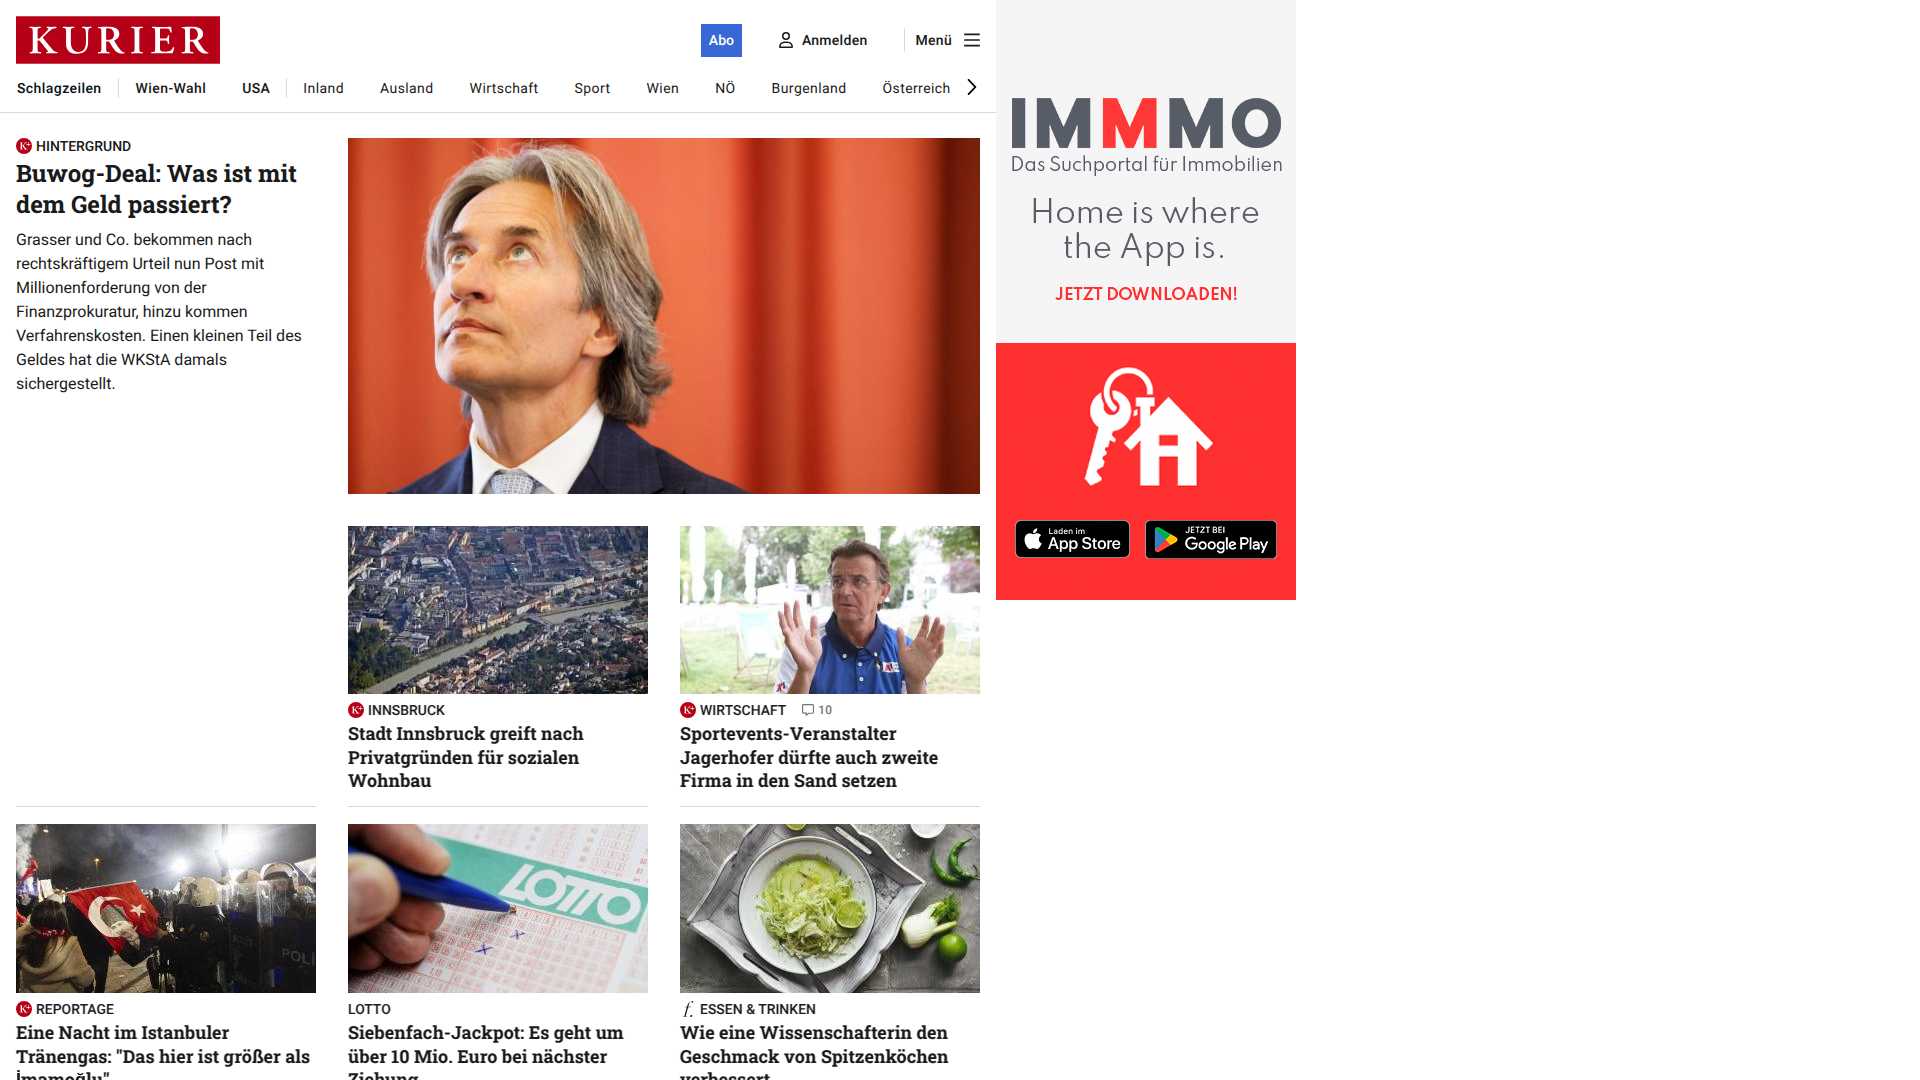 KURIER
Abo
Anmelden
Menü
Schlagzeilen
Wien-Wahl
USA
Inland
Ausland
Wirtschaft
Sport
Wien
NÖ
Burgenland
Österreich
HINTERGRUND
Buwog-Deal: Was ist mit
dem Geld passiert?
Grasser und Co. bekommen nach
rechtskräftigem Urteil nun Post mit
Millionenforderung von der
Finanzprokuratur, hinzu kommen
Verfahrenskosten. Einen kleinen Teil des
Geldes hat die WKStA damals
sichergestellt.
IMMMO
Das Suchportal für Immobilien
Home is where
the App is.
JETZT DOWNLOADEN!
Laden im
App Store
JETZT BEI
Google Play
INNSBRUCK
Stadt Innsbruck greift nach
Privatgründen für sozialen
Wohnbau
WIRTSCHAFT 10
Sportevents-Veranstalter
Jagerhofer dürfte auch zweite
Firma in den Sand setzen
POLI
REPORTAGE
Eine Nacht im Istanbuler
Tränengas: "Das hier ist größer als
İmamoğlu"
LOTTO
LOTTO
Siebenfach-Jackpot: Es geht um
über 10 Mio. Euro bei nächster
Ziehung
f. ESSEN & TRINKEN
Wie eine Wissenschafterin den
Geschmack von Spitzenköchen
verbessert